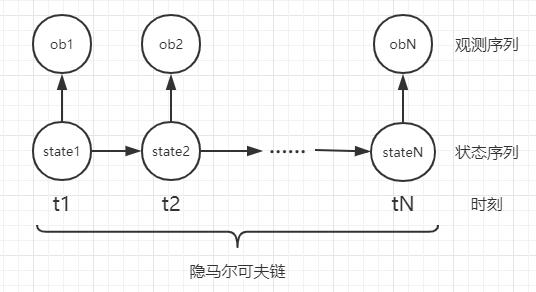 ob1 ob2 obN 观测序列
state1 state2 ...... stateN 状态序列
t1 t2 tN 时刻
隐马尔可夫链